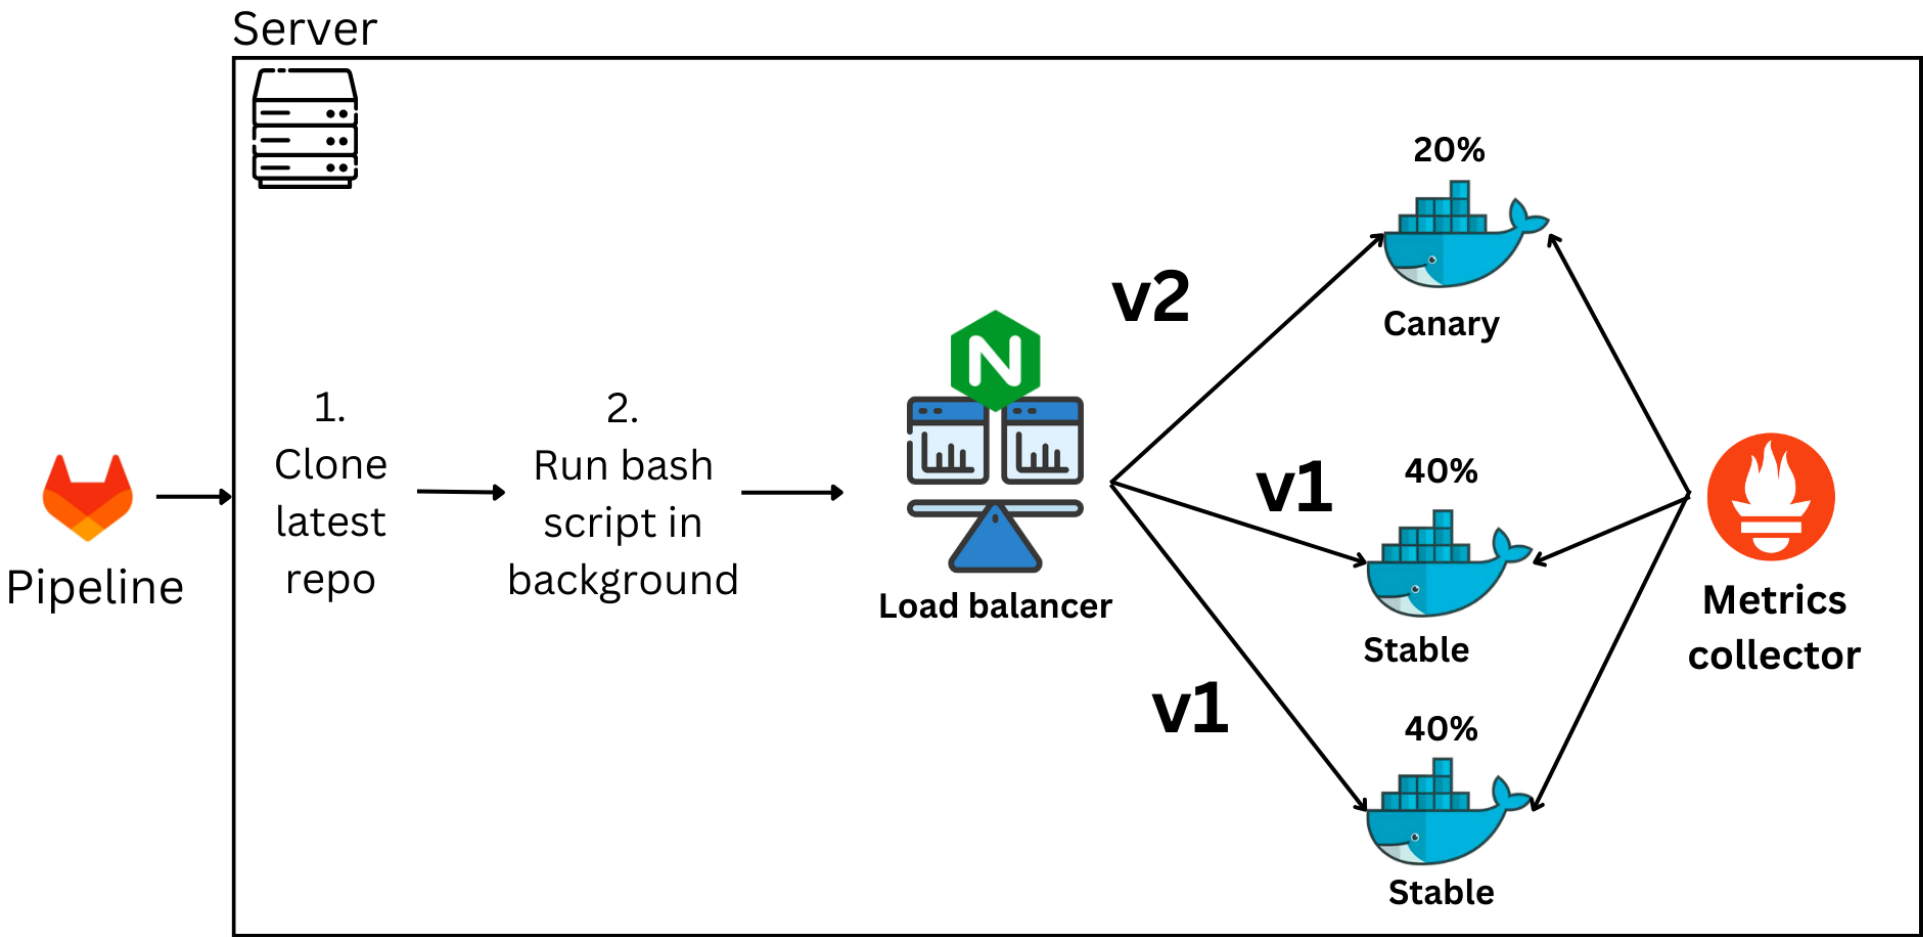 Server
Pipeline
1.
Clone
latest
repo
2.
Run bash
script in
background
N
Load balancer
v2
v1
v1
20%
Canary
40%
Stable
40%
Stable
Metrics
collector